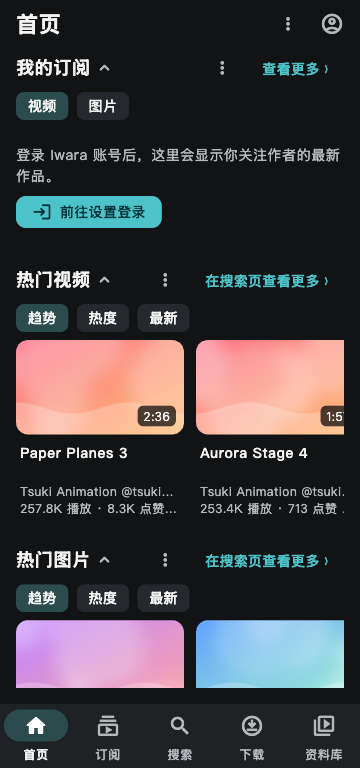 首页
我的订阅
查看更多 ›
视频
图片
登录 Iwara 账号后，这里会显示你关注作者的最新
作品。
前往设置登录
热门视频
在搜索页查看更多 ›
趋势
热度
最新
2:36
1:5
Paper Planes 3
Aurora Stage 4
Tsuki Animation @tsuki...
Tsuki Animation @tsuki.
257.8K 播放 · 8.3K 点赞...
253.4K 播放 · 713 点赞 .
热门图片
在搜索页查看更多 ›
趋势
热度
最新
首页
订阅
搜索
下载
资料库